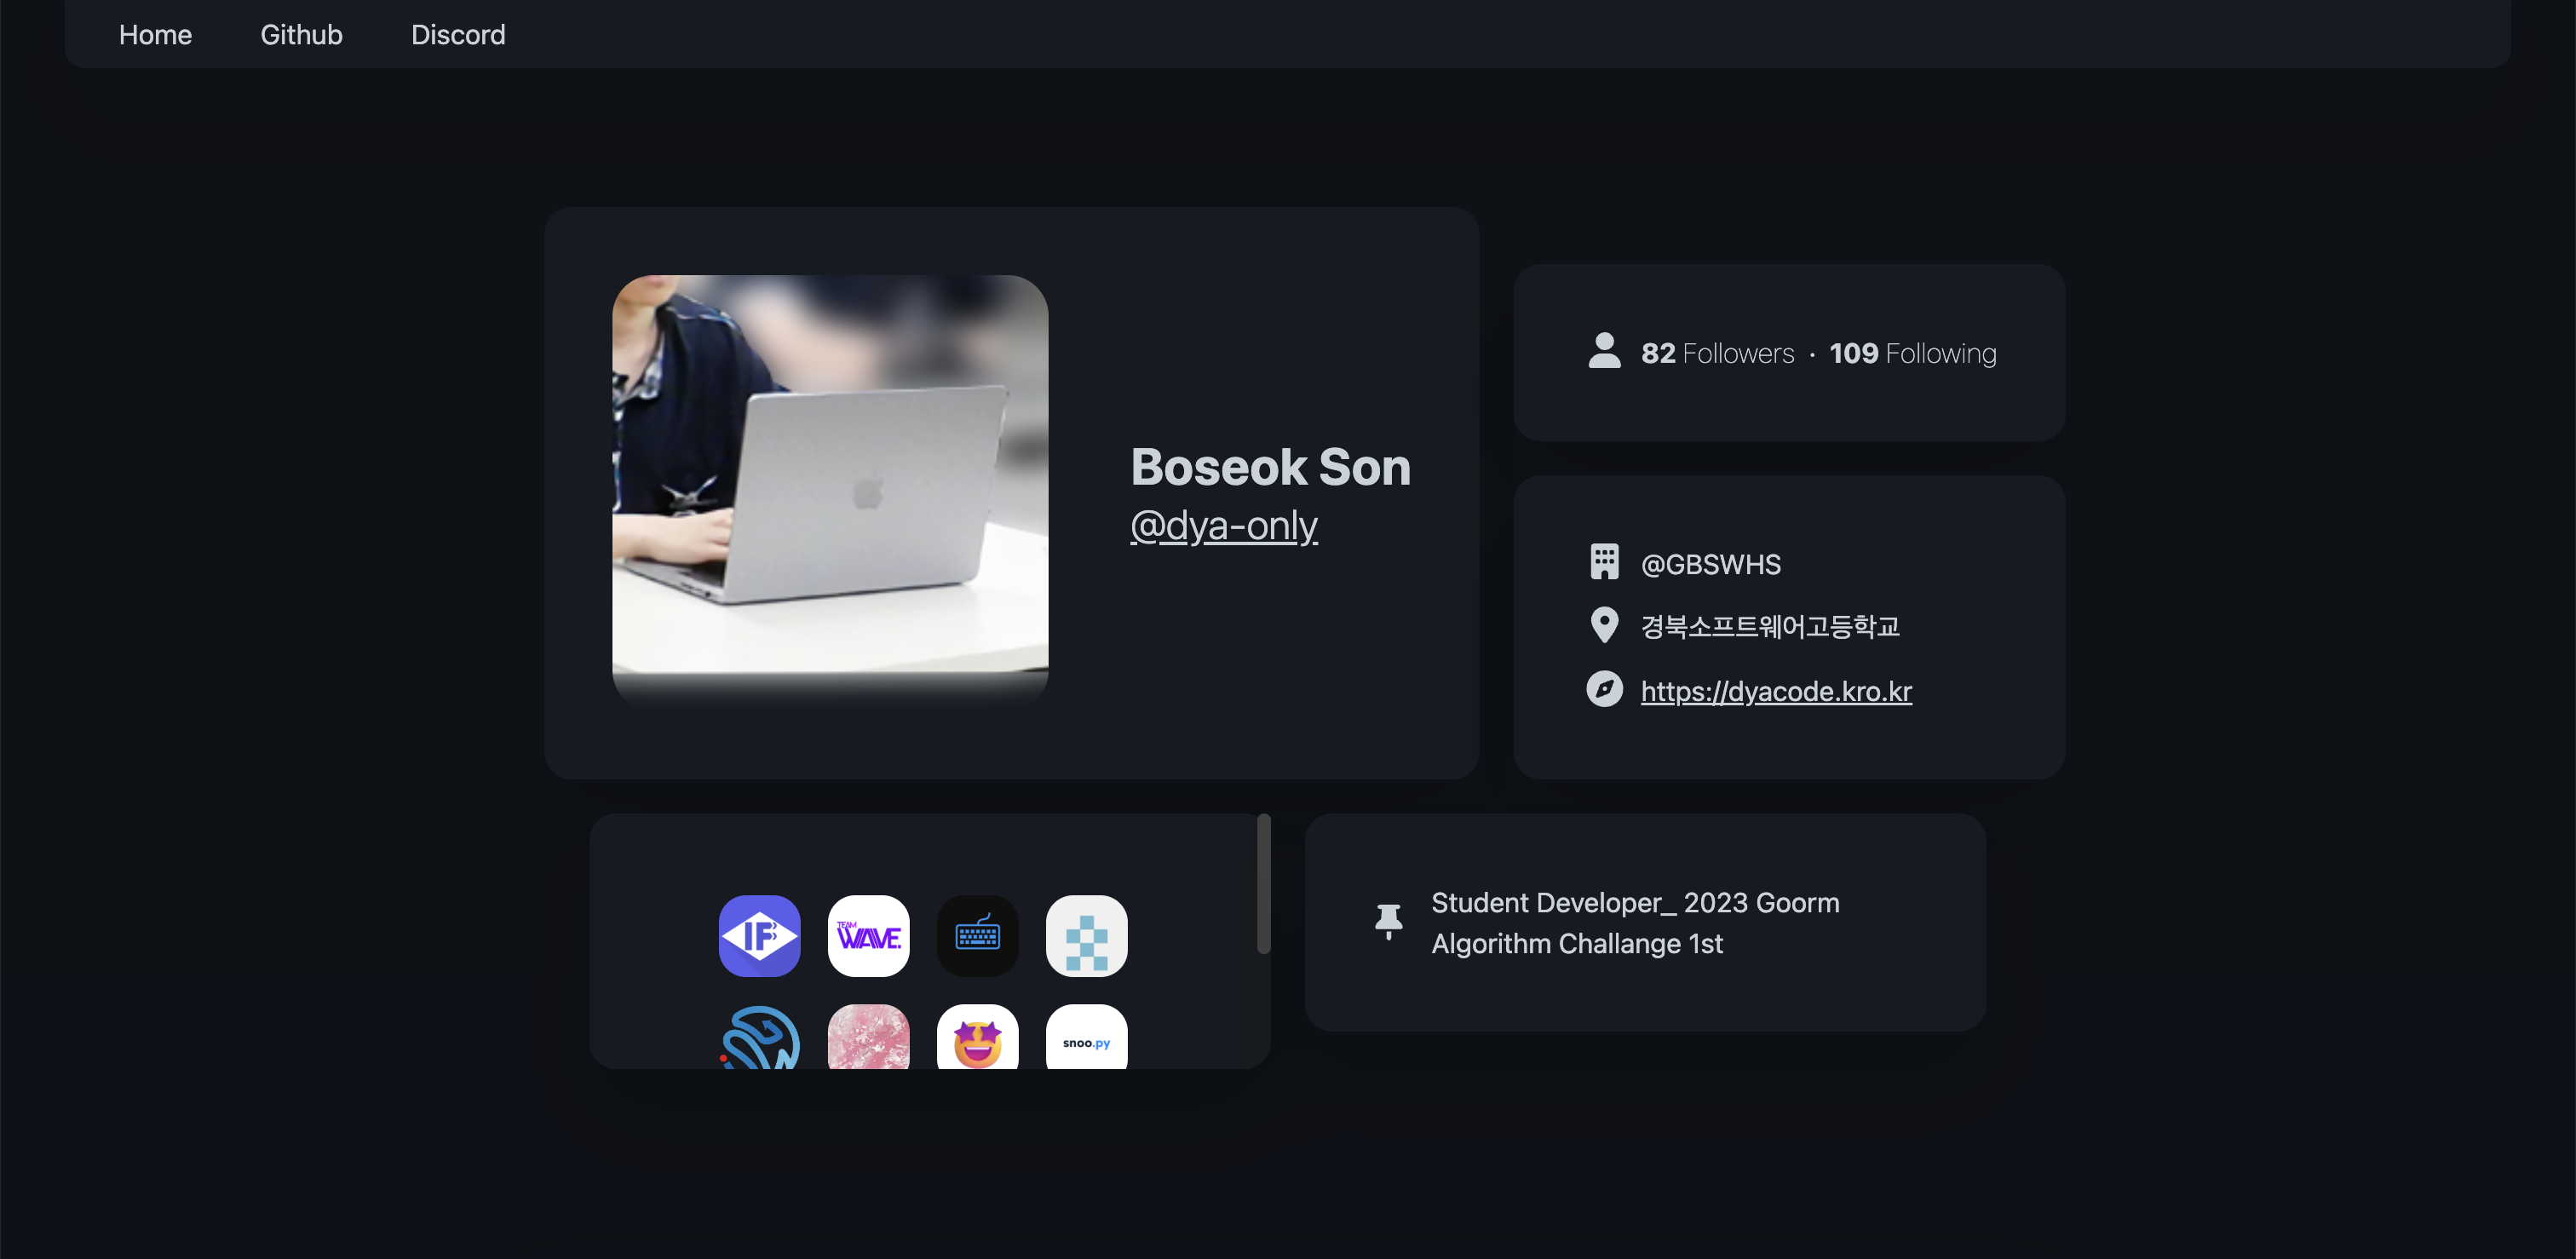 Home Github Discord
Boseok Son
@dya-only
82 Followers · 109 Following
@GBSWHS
경북소프트웨어고등학교
https://dyacode.kro.kr
IF
TEAM
WAVE.
snoo.py
Student Developer_ 2023 Goorm
Algorithm Challange 1st